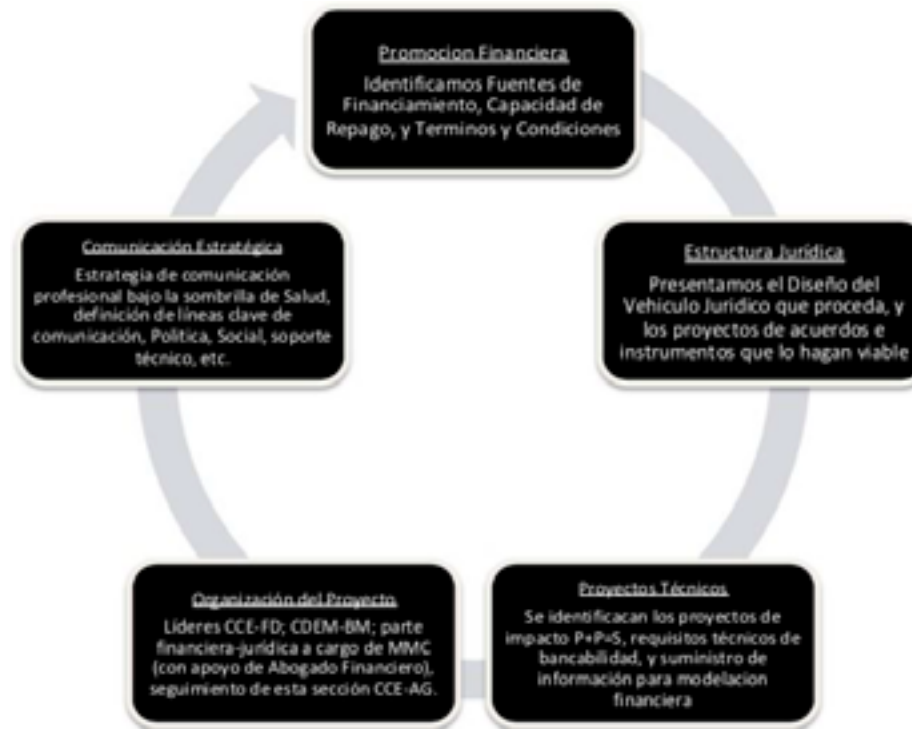 Promocion Financiera
Identificamos Fuentes de
Financiamiento, Capacidad de
Repago, y Terminos y Condiciones
Estructura Jurídica
Presentamos el Diseño del
Vehiculo Juridico que proceda, y
los proyectos de acuerdos e
instrumentos que lo hagan viable
Proyectos Técnicos
Se identificacan los proyectos de
impacto P+P=S, requisitos técnicos de
bancabilidad, y suministro de
información para modelacion
financiera
Organización del Proyecto
Líderes CCE-FD; CDEM-BM; parte
financiera-jurídica a cargo de MMC
(con apoyo de Abogado Financiero),
seguimiento de esta sección CCE-AG.
Comunicación Estratégica
Estrategia de comunicación
profesional bajo la sombrilla de Salud,
definición de líneas clave de
comunicación, Politica, Social, soporte
técnico, etc.